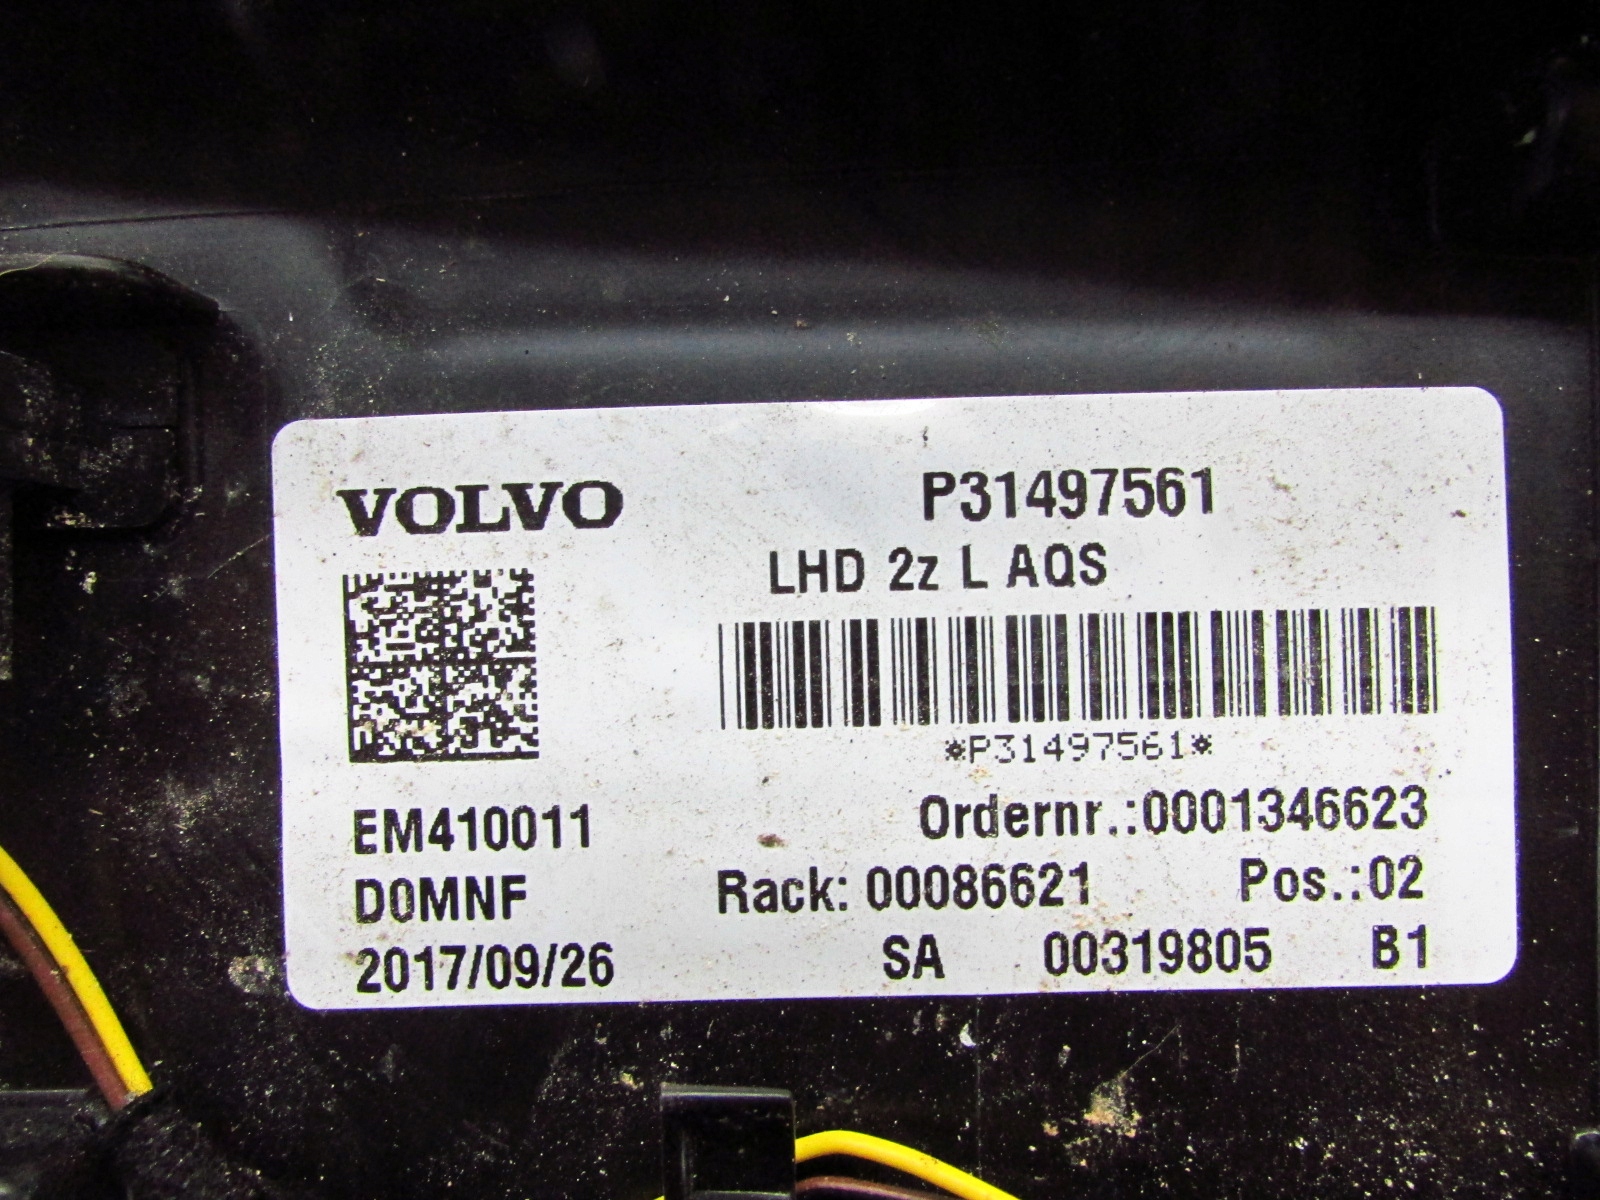 VOLVO
P31497561
LHD 2z L AQS
*P31497561*
EM410011
Ordernr.:0001346623
D0MNF
Rack: 00086621 Pos.:02
2017/09/26
SA 00319805 B1